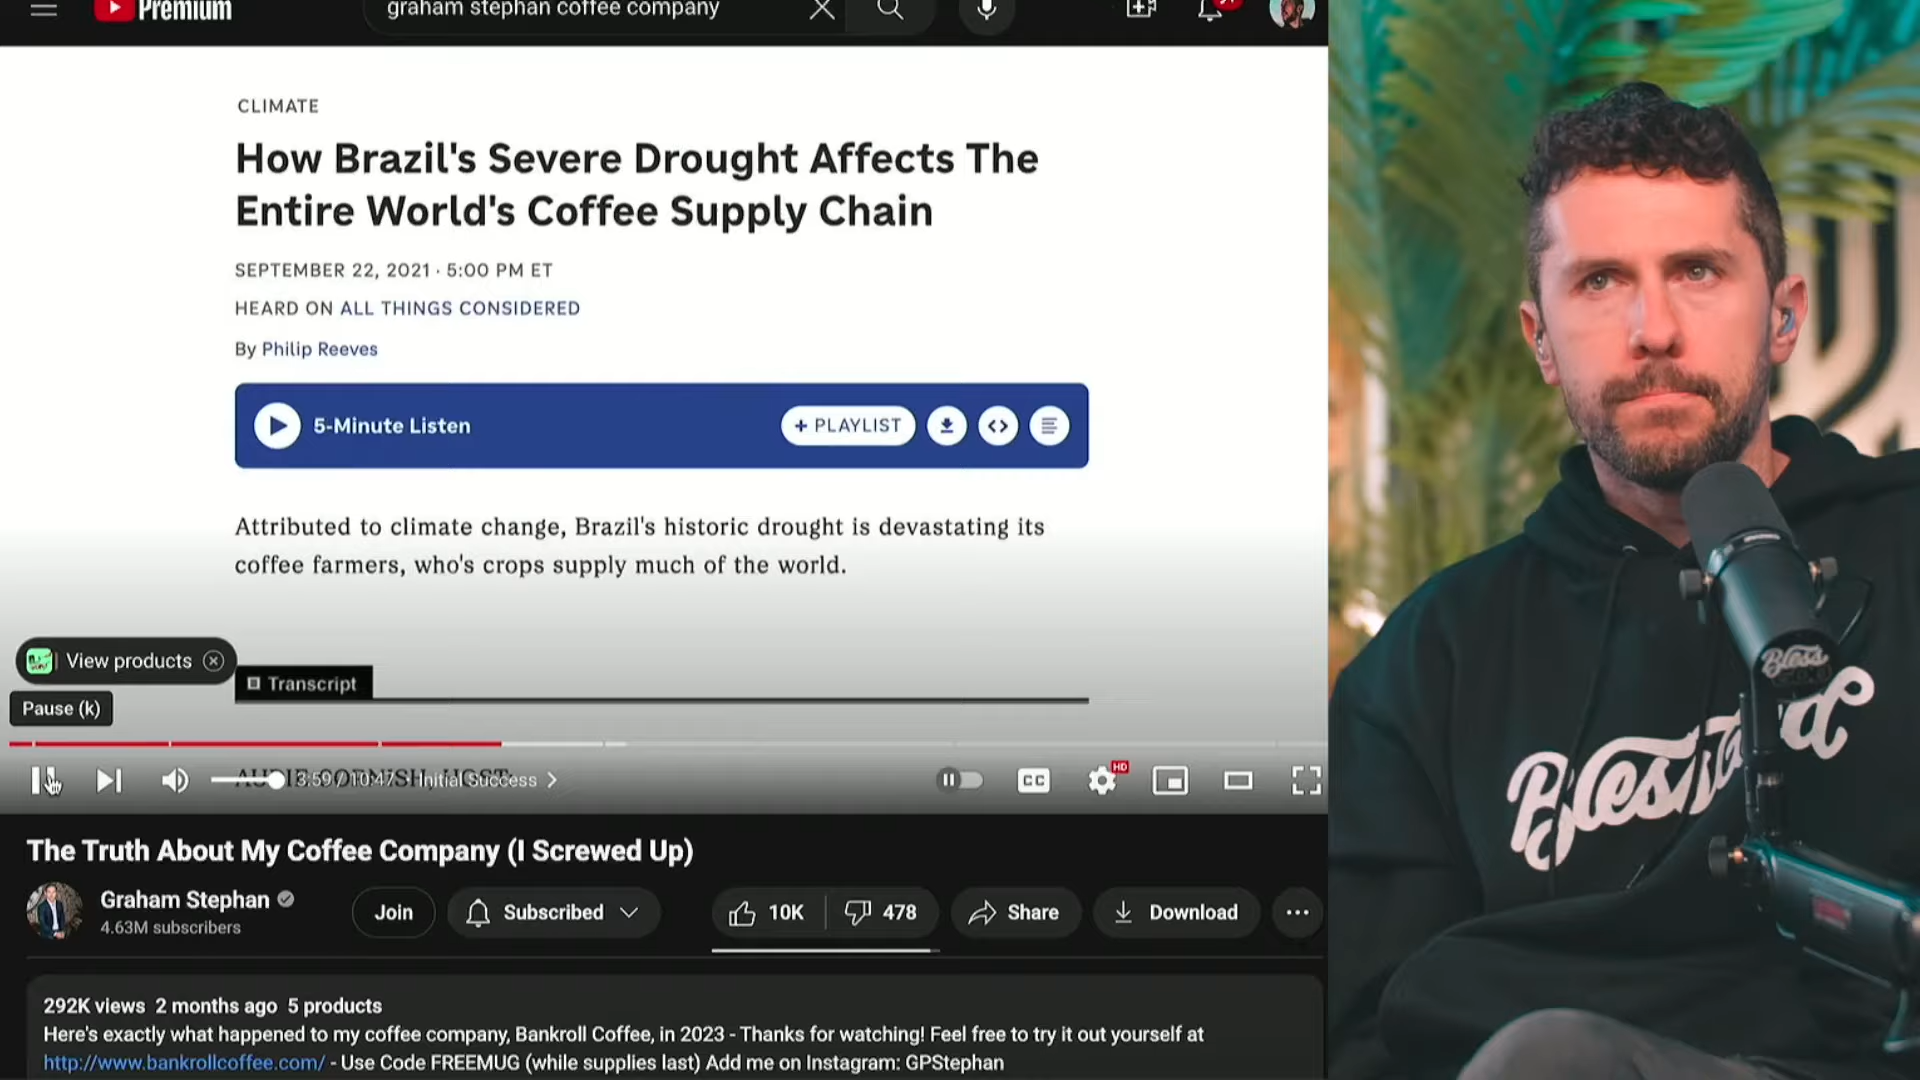 Premium
graham stephan coffee company
CLIMATE
How Brazil's Severe Drought Affects The
Entire World's Coffee Supply Chain
SEPTEMBER 22, 2021 · 5:00 PM ET
HEARD ON ALL THINGS CONSIDERED
By Philip Reeves
5-Minute Listen
+ PLAYLIST
Attributed to climate change, Brazil's historic drought is devastating its
coffee farmers, who's crops supply much of the world.
View products
Transcript
Pause (k)
AUDIE CORNISH, HOST:
3:59 / 10:47 · Initial Success >
CC
HD
The Truth About My Coffee Company (I Screwed Up)
Graham Stephan
4.63M subscribers
Join
Subscribed
10K
478
Share
Download
292K views 2 months ago 5 products
Here's exactly what happened to my coffee company, Bankroll Coffee, in 2023 - Thanks for watching! Feel free to try it out yourself at
http://www.bankrollcoffee.com/ - Use Code FREEMUG (while supplies last) Add me on Instagram: GPStephan
Bless